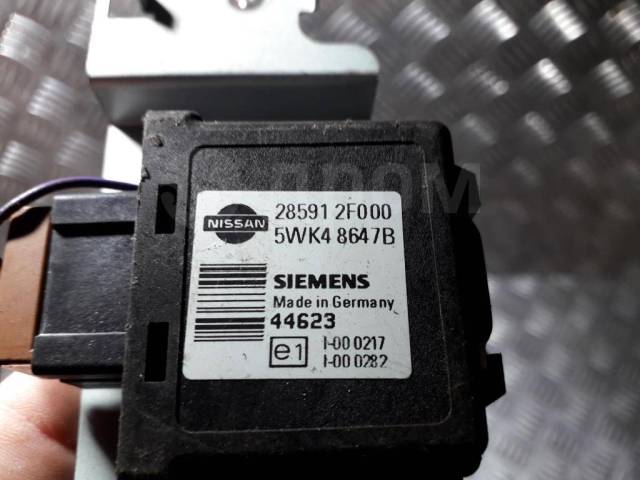 NISSAN
28591 2F000
5WK4 8647B
SIEMENS
Made in Germany
44623
e1
I-00 0217
I-00 0282